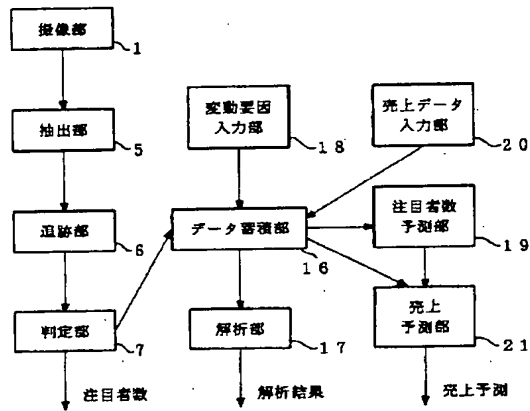 撮像部
1
抽出部
5
追跡部
6
判定部
7
注目者数
変動要因
入力部
18
売上データ
入力部
20
データ蓄積部
16
注目者数
予測部
19
解析部
17
解析結果
売上
予測部
21
売上予測